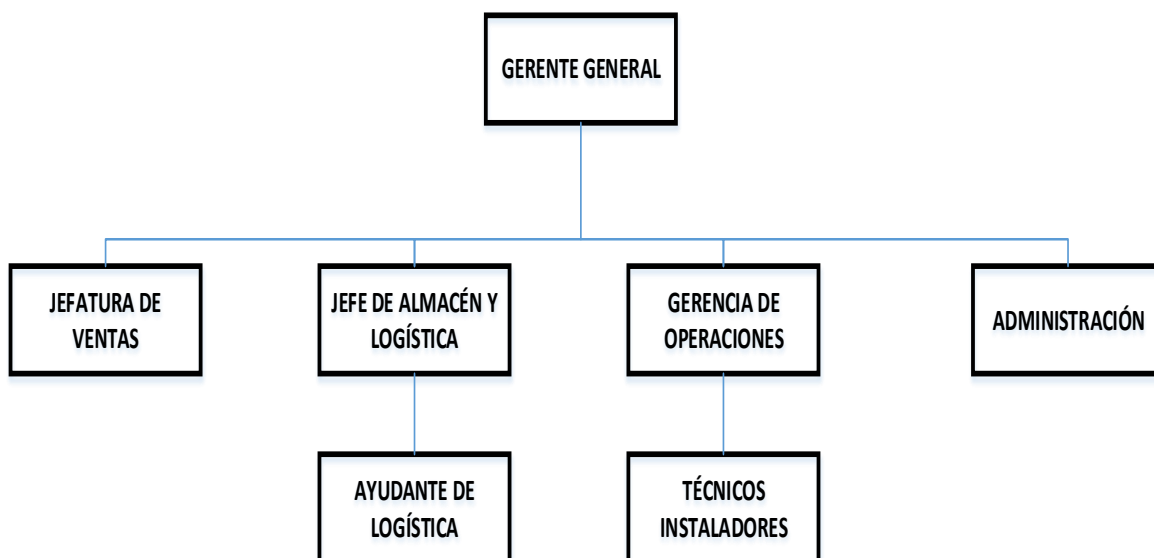 GERENTE GENERAL
JEFATURA DE
VENTAS
JEFE DE ALMACÉN Y
LOGÍSTICA
GERENCIA DE
OPERACIONES
ADMINISTRACIÓN
AYUDANTE DE
LOGÍSTICA
TÉCNICOS
INSTALADORES